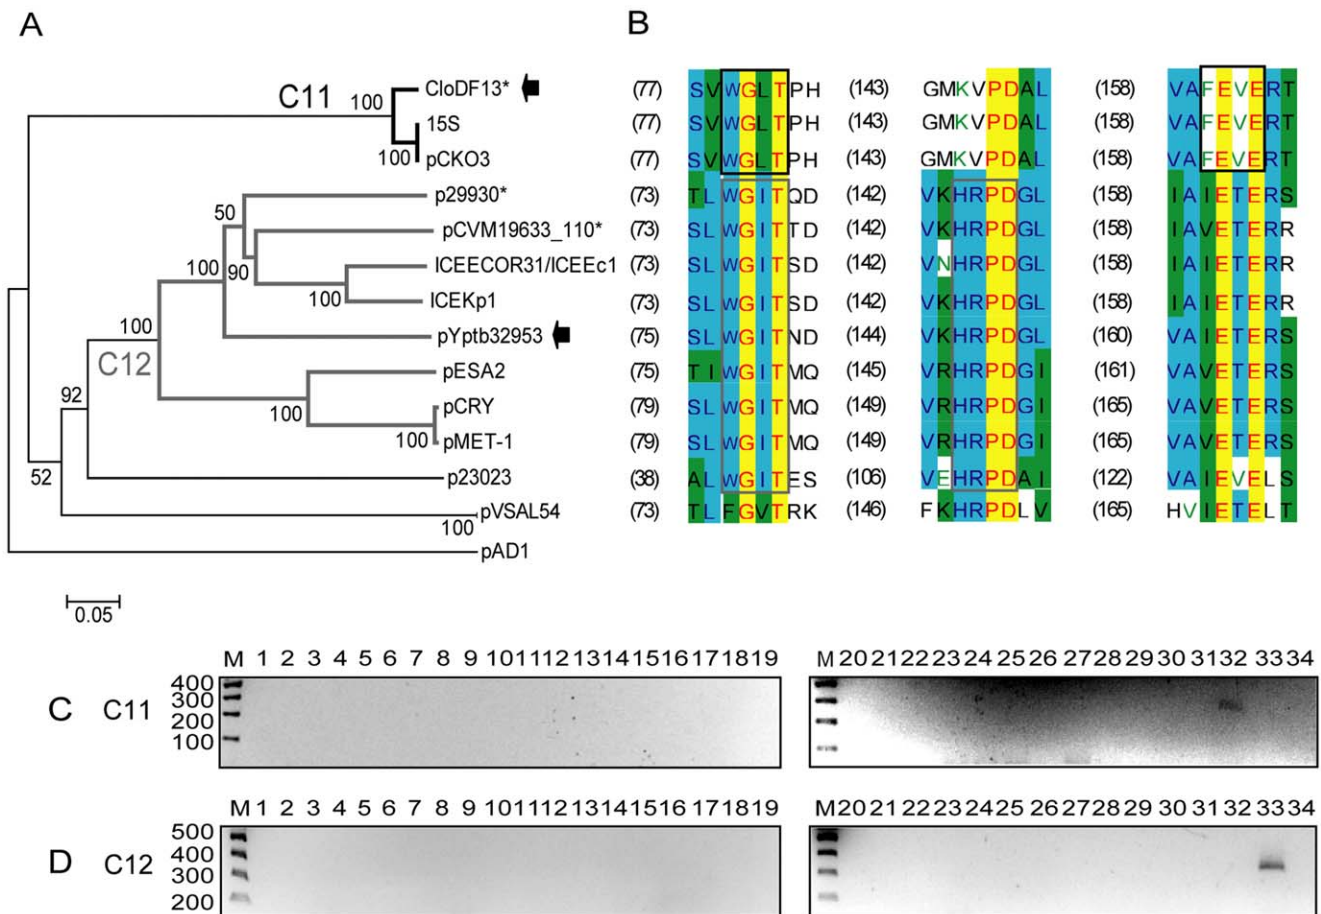 A
B
C11
100
CloDF13*
15S
100
pCKO3
p29930*
50
pCVM19633_110*
100
90
ICEECOR31/ICEEc1
100
ICEKp1
100
pYptb32953
C12
pESA2
92
100
pCRY
100
pMET-1
52
p23023
pVSAL54
100
pAD1
0.05
(77) SVWGLTPH (143) GMKVPDAL (158) VAFEVERT
(77) SVWGLTPH (143) GMKVPDAL (158) VAFEVERT
(77) SVWGLTPH (143) GMKVPDAL (158) VAFEVERT
(73) TLWGITQD (142) VKHRPDGL (158) IAIETERS
(73) SLWGITTD (142) VKHRPDGL (158) IAVETERR
(73) SLWGITSD (142) VNHRPDGL (158) IAIETERR
(73) SLWGITSD (142) VKHRPDGL (158) IAIETERR
(75) SLWGITND (144) VKHRPDGL (160) VAIETERS
(75) TIWGITMQ (145) VRHRPDGI (161) VAVETERS
(79) SLWGITMQ (149) VRHRPDGI (165) VAVETERS
(79) SLWGITMQ (149) VRHRPDGI (165) VAVETERS
(38) ALWGITES (106) VEHRPDAI (122) VAIEVELS
(73) TLFGVTRK (146) FKHRPDLV (165) HVIETELT
M 1 2 3 4 5 6 7 8 9 10 11 12 13 14 15 16 17 18 19
M 20 21 22 23 24 25 26 27 28 29 30 31 32 33 34
C C11
400
300
200
100
M 1 2 3 4 5 6 7 8 9 10 11 12 13 14 15 16 17 18 19
M 20 21 22 23 24 25 26 27 28 29 30 31 32 33 34
D C12
500
400
300
200